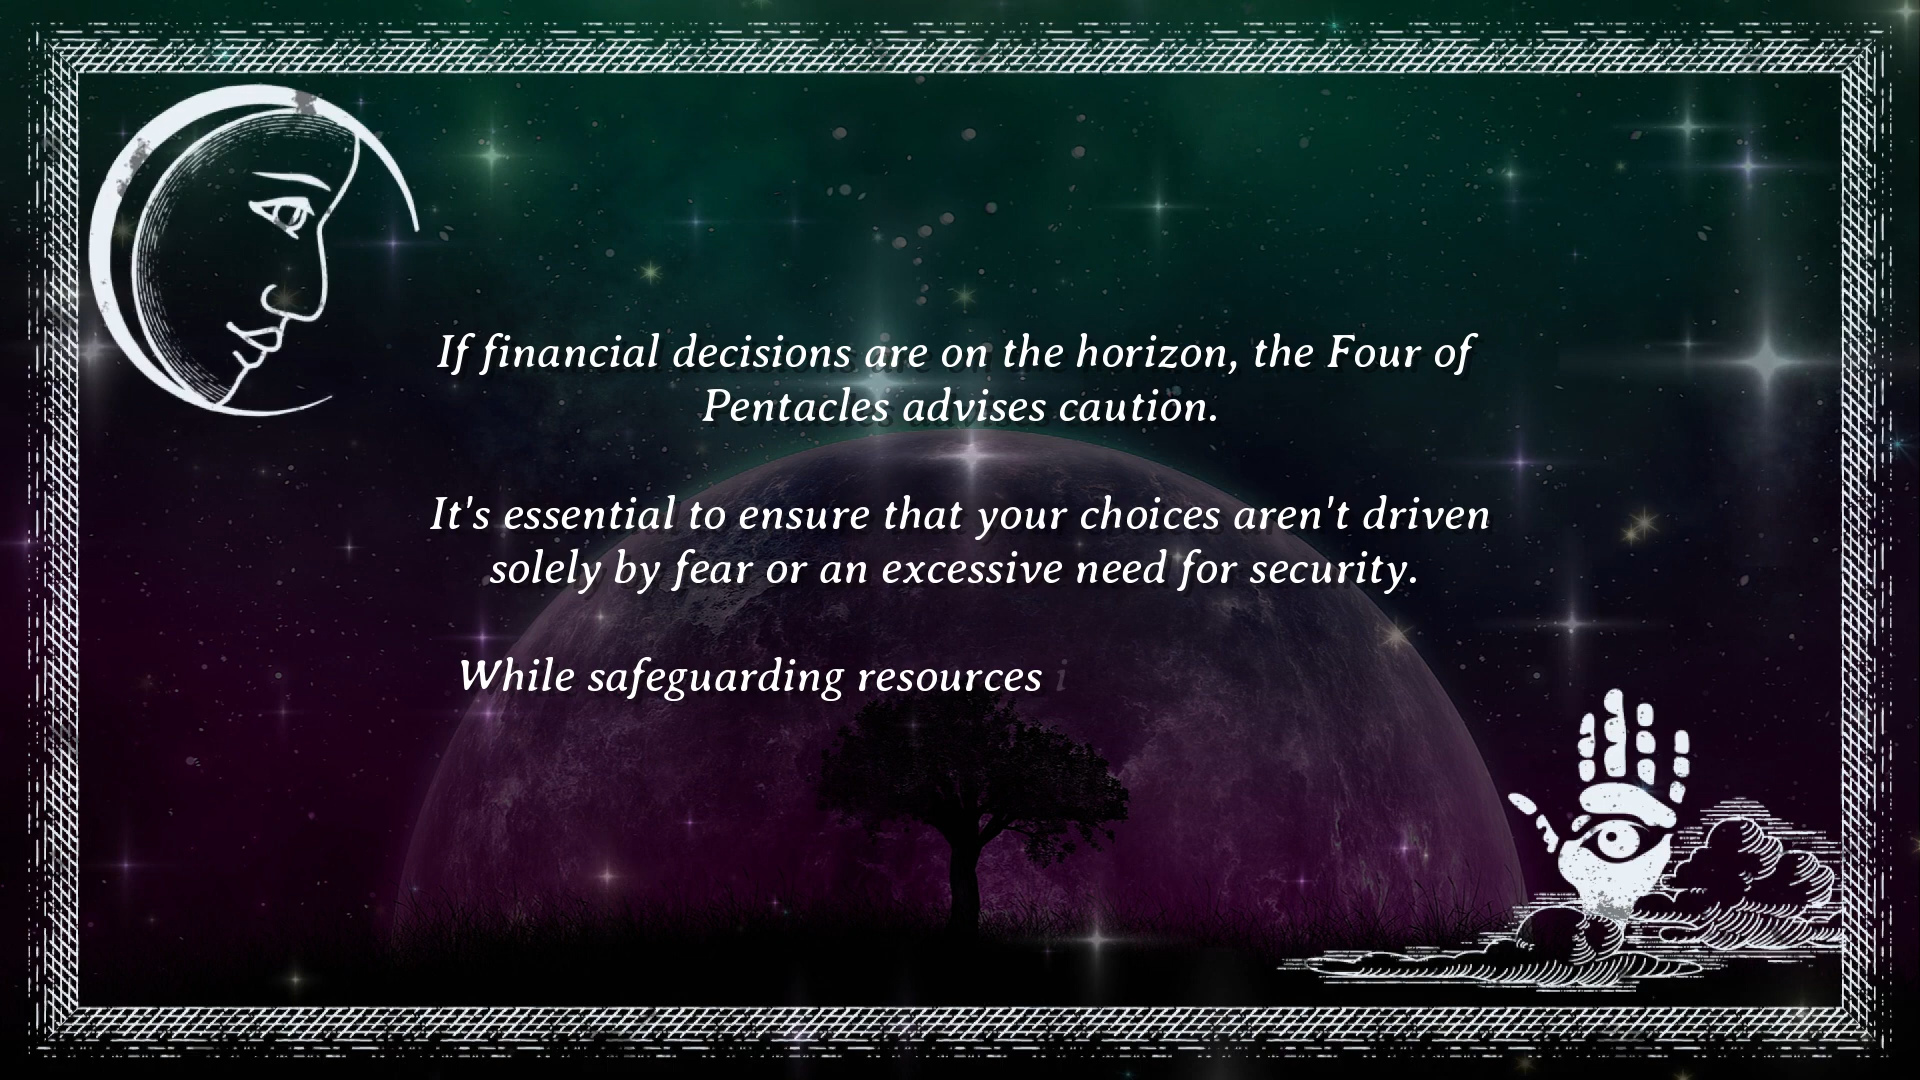 If financial decisions are on the horizon, the Four of
Pentacles advises caution.
It's essential to ensure that your choices aren't driven
solely by fear or an excessive need for security.
While safeguarding resources i